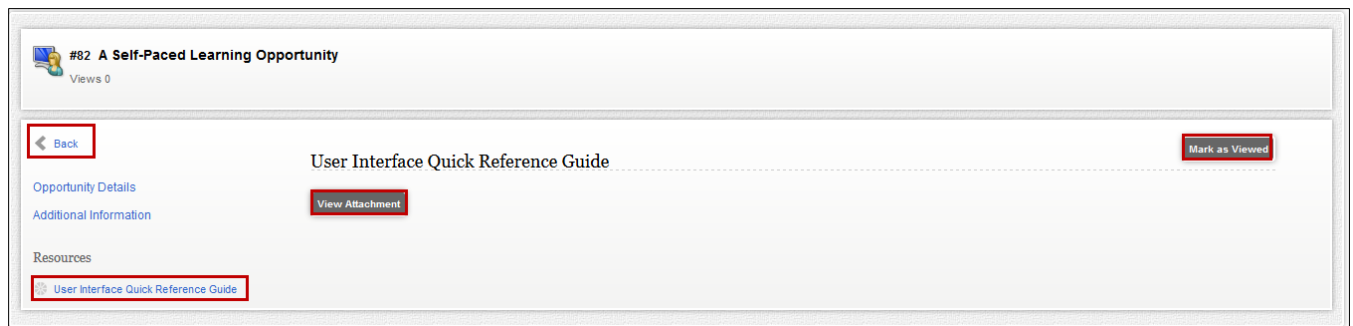 #82 A Self-Paced Learning Opportunity
Views 0
Back
Mark as Viewed
User Interface Quick Reference Guide
Opportunity Details
View Attachment
Additional Information
Resources
User Interface Quick Reference Guide